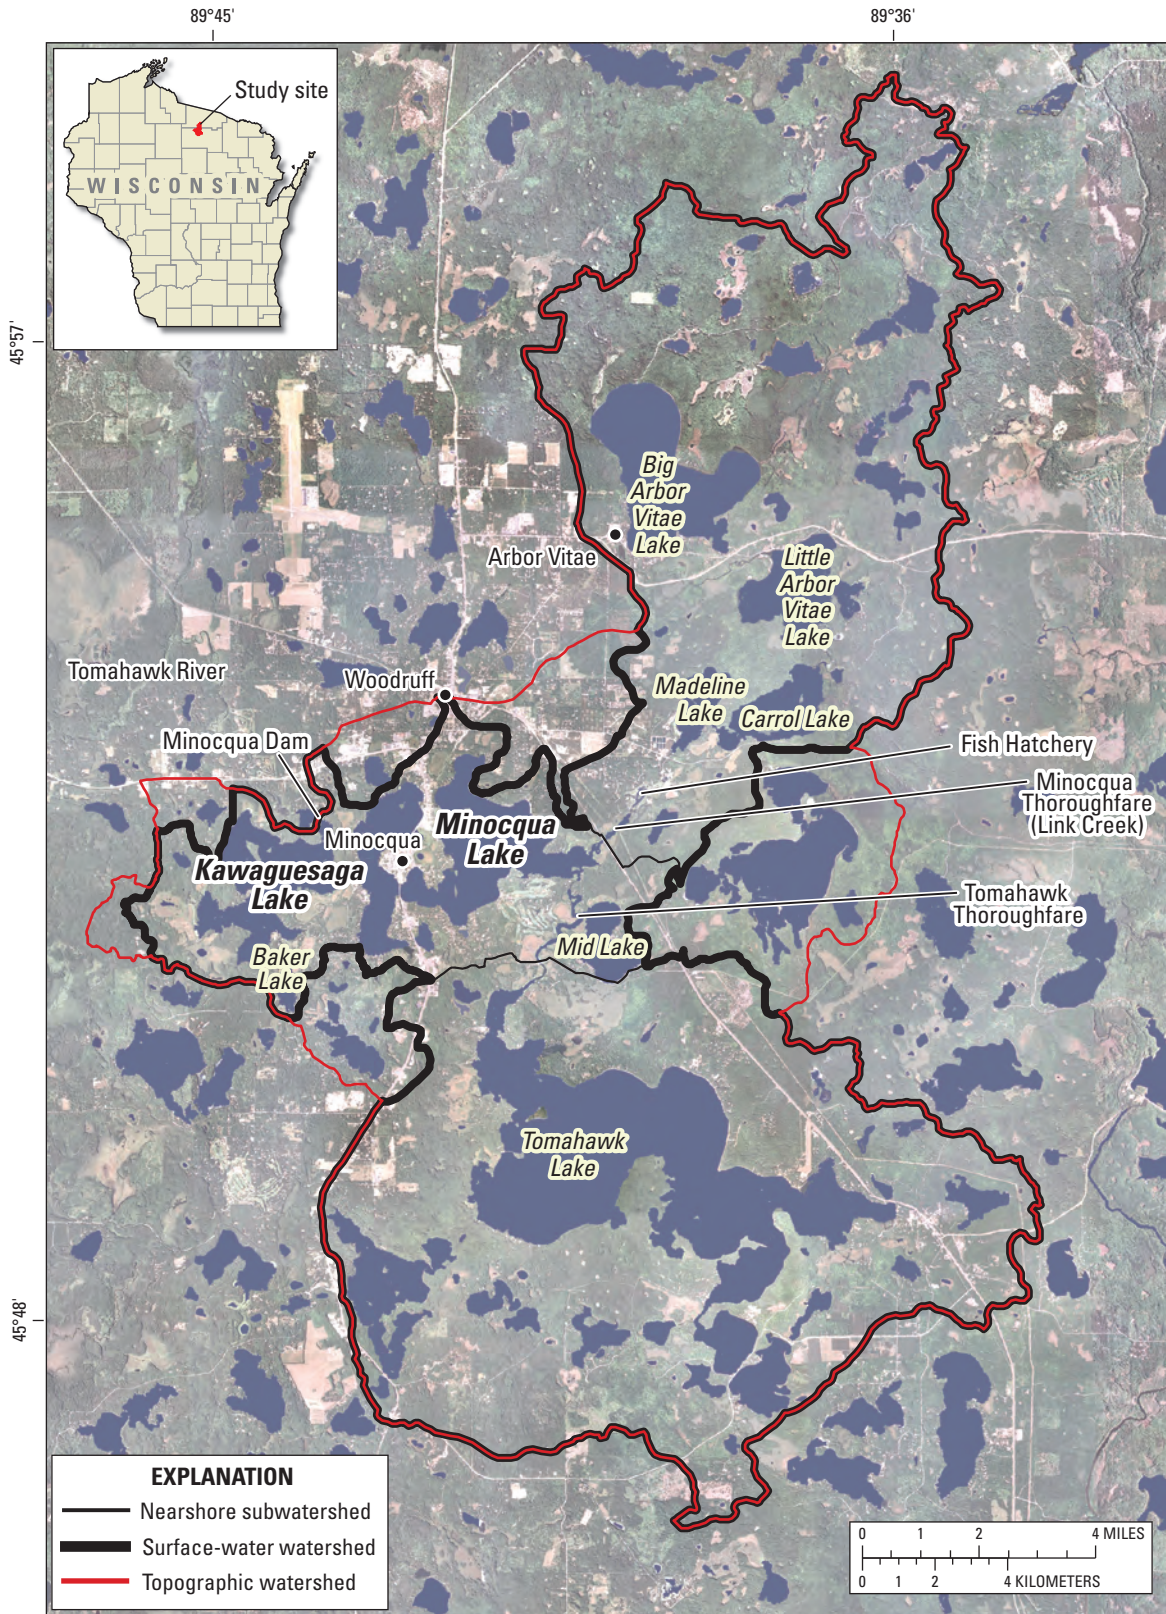 89°45'
89°36'
45°57'
45°48'
Study site
WISCONSIN
Big
Arbor
Vitae
Lake
Arbor Vitae
Little
Arbor
Vitae
Lake
Tomahawk River
Woodruff
Madeline
Lake
Carrol Lake
Minocqua Dam
Fish Hatchery
Minocqua
Thoroughfare
(Link Creek)
Minocqua
Lake
Minocqua
Kawaguesaga
Lake
Tomahawk
Thoroughfare
Mid Lake
Baker
Lake
Tomahawk
Lake
EXPLANATION
Nearshore subwatershed
Surface-water watershed
Topographic watershed
0 1 2 4 MILES
0 1 2 4 KILOMETERS